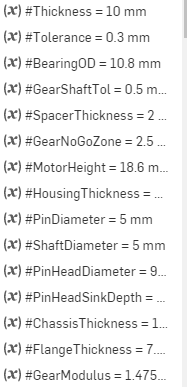 (x) #Thickness = 10 mm
(x) #Tolerance = 0.3 mm
(x) #BearingOD = 10.8 mm
(x) #GearShaftTol = 0.5 m...
(x) #SpacerThickness = 2 ...
(x) #GearNoGoZone = 2.5 ...
(x) #MotorHeight = 18.6 m...
(x) #HousingThickness = ...
(x) #PinDiameter = 5 mm
(x) #ShaftDiameter = 5 mm
(x) #PinHeadDiameter = 9...
(x) #PinHeadSinkDepth = ...
(x) #ChassisThickness = 1...
(x) #FlangeThickness = 7....
(x) #GearModulus = 1.475...